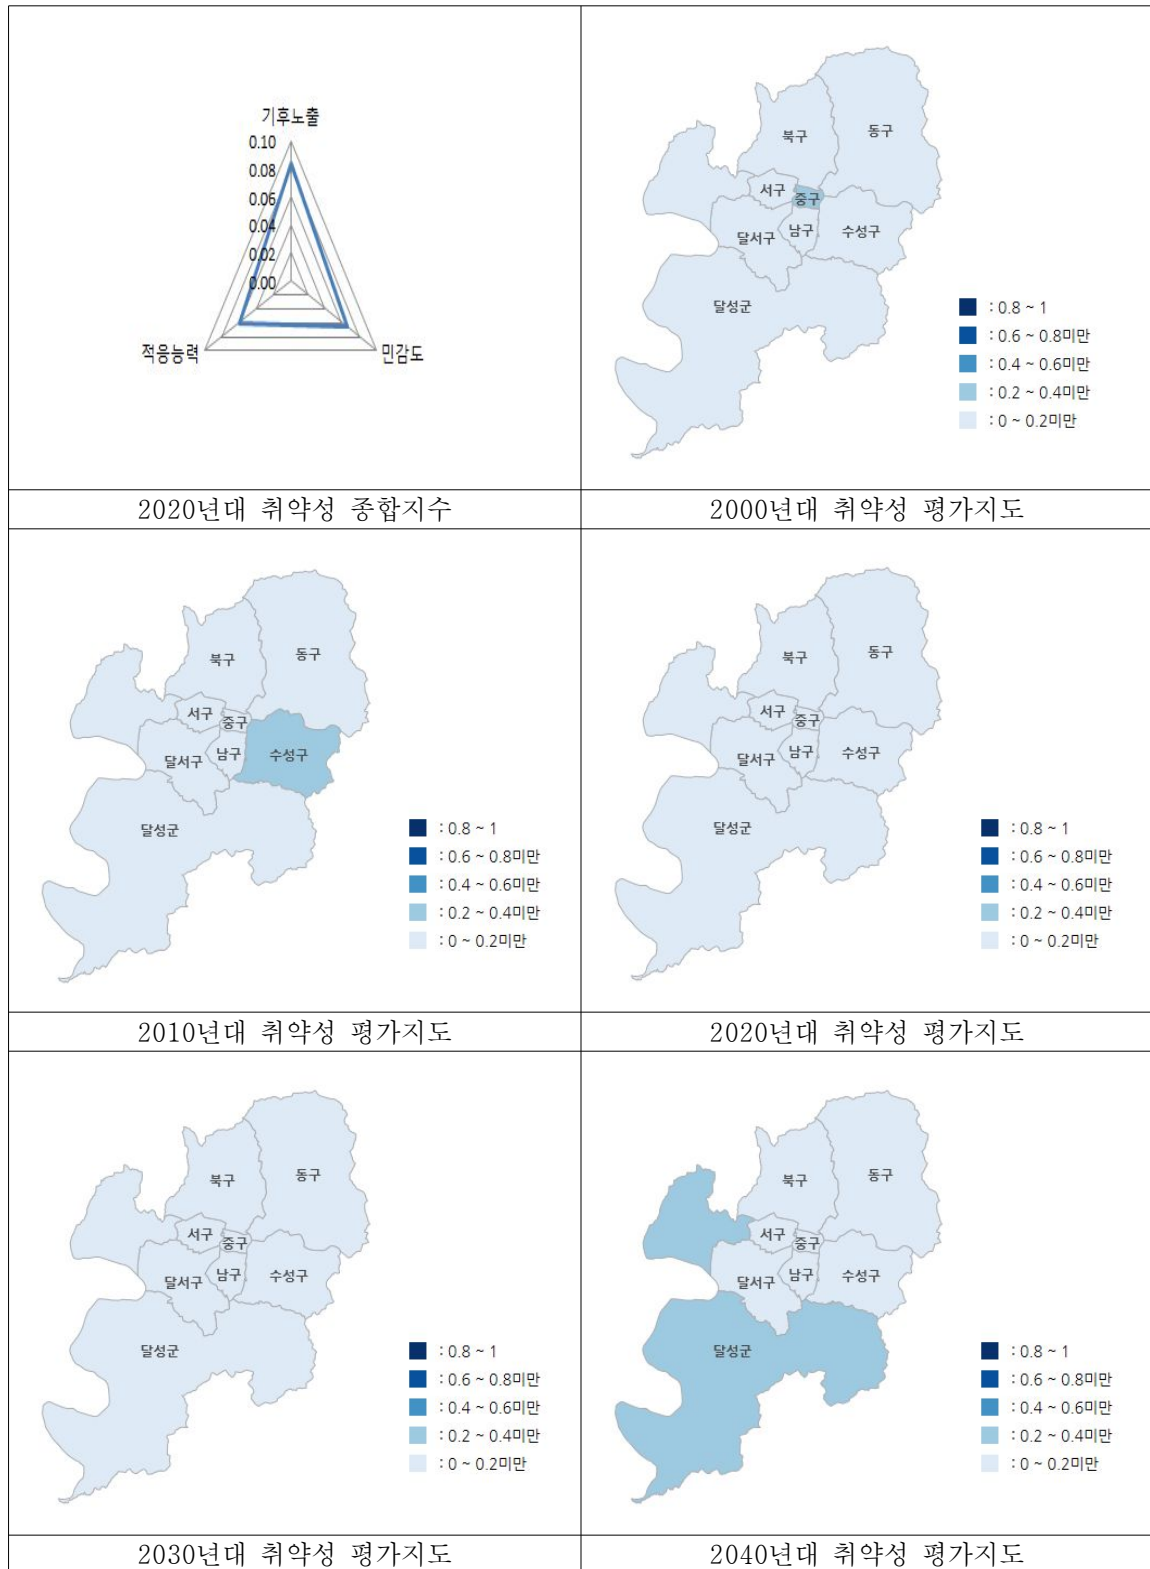 기후노출
0.10
0.08
0.06
0.04
0.02
0.00
적응능력
민감도
2020년대 취약성 종합지수
북구
동구
서구
중구
달서구
남구
수성구
달성군
: 0.8 ~ 1
: 0.6 ~ 0.8미만
: 0.4 ~ 0.6미만
: 0.2 ~ 0.4미만
: 0 ~ 0.2미만
2000년대 취약성 평가지도
북구
동구
서구
중구
달서구
남구
수성구
달성군
: 0.8 ~ 1
: 0.6 ~ 0.8미만
: 0.4 ~ 0.6미만
: 0.2 ~ 0.4미만
: 0 ~ 0.2미만
2010년대 취약성 평가지도
북구
동구
서구
중구
달서구
남구
수성구
달성군
: 0.8 ~ 1
: 0.6 ~ 0.8미만
: 0.4 ~ 0.6미만
: 0.2 ~ 0.4미만
: 0 ~ 0.2미만
2020년대 취약성 평가지도
북구
동구
서구
중구
달서구
남구
수성구
달성군
: 0.8 ~ 1
: 0.6 ~ 0.8미만
: 0.4 ~ 0.6미만
: 0.2 ~ 0.4미만
: 0 ~ 0.2미만
2030년대 취약성 평가지도
북구
동구
서구
중구
달서구
남구
수성구
달성군
: 0.8 ~ 1
: 0.6 ~ 0.8미만
: 0.4 ~ 0.6미만
: 0.2 ~ 0.4미만
: 0 ~ 0.2미만
2040년대 취약성 평가지도